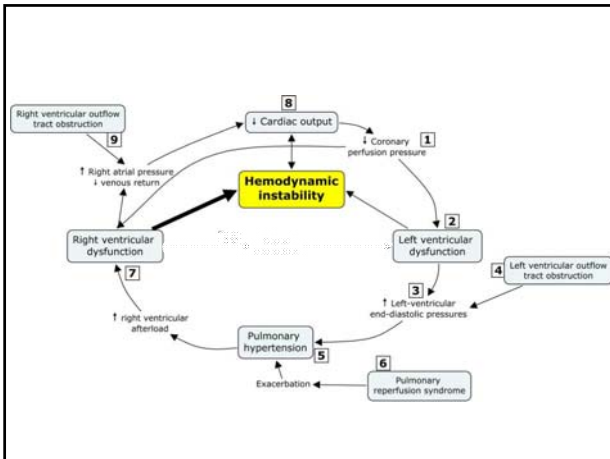 8
Right ventricular outflow
tract obstruction
9
↓ Cardiac output
1
↓ Coronary
perfusion pressure
↑ Right atrial pressure
↓ venous return
Hemodynamic
instability
2
Right ventricular
dysfunction
7
Left ventricular
dysfunction
3
4
Left ventricular outflow
tract obstruction
↑ Left-ventricular
end-diastolic pressures
↑ right ventricular
afterload
Pulmonary
hypertension
5
6
Exacerbation
Pulmonary
reperfusion syndrome